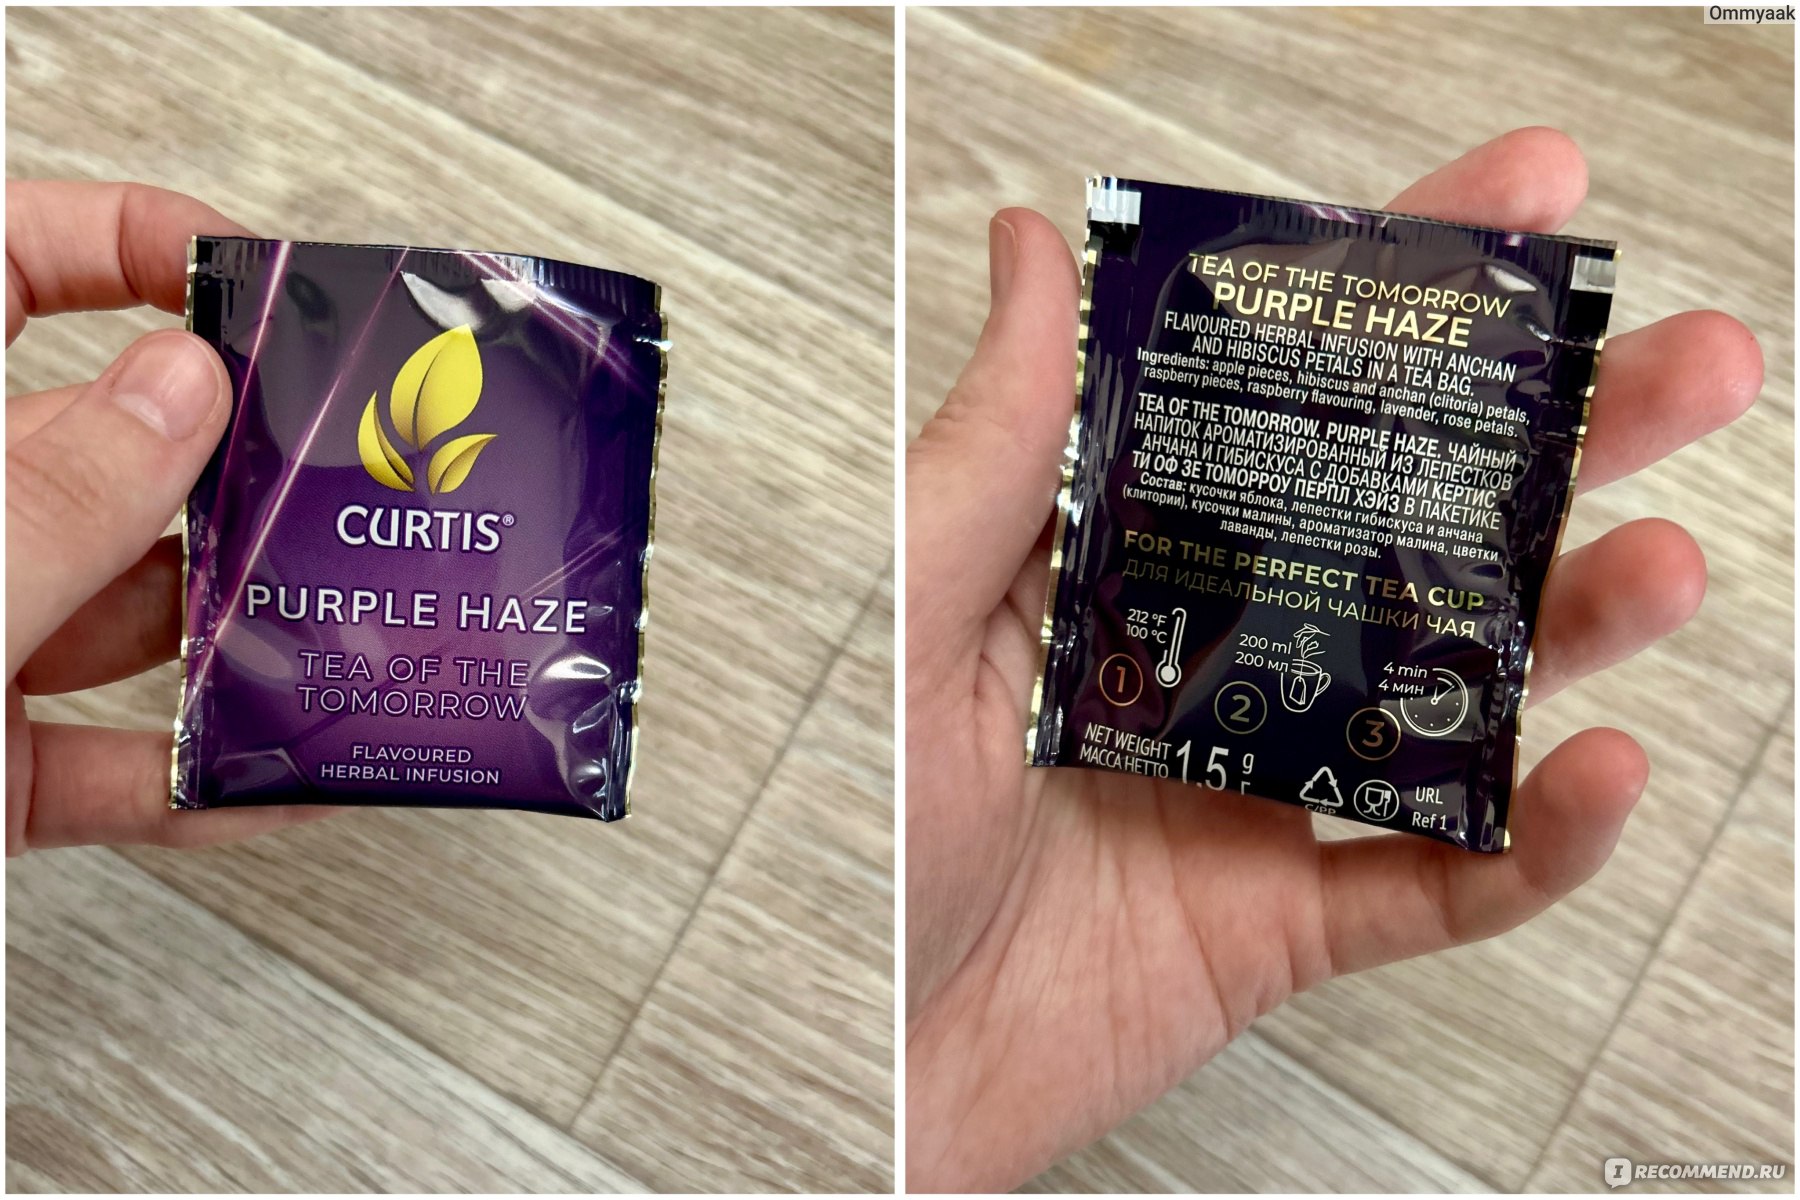 CURTIS®
PURPLE HAZE
TEA OF THE
TOMORROW
FLAVOURED
HERBAL INFUSION
Ommyaak
TEA OF THE TOMORROW
PURPLE HAZE
FLAVOURED HERBAL INFUSION WITH ANCHAN
AND HIBISCUS PETALS IN A TEA BAG.
Ingredients: apple pieces, hibiscus and anchan (clitoria) petals,
raspberry pieces, raspberry flavouring, lavender, rose petals.
TEA OF THE TOMORROW. PURPLE HAZE. ЧАЙНЫЙ
НАПИТОК АРОМАТИЗИРОВАННЫЙ ИЗ ЛЕПЕСТКОВ
АНЧАНА И ГИБИСКУСА С ДОБАВКАМИ КЕРТИС
ТИ ОФ ЗЕ ТОМОРРОУ ПЕРПЛ ХЭЙЗ В ПАКЕТИКЕ
Состав: кусочки яблока, лепестки гибискуса и анчана
(клитории), кусочки малины, ароматизатор малина, цветки
лаванды, лепестки розы.
FOR THE PERFECT TEA CUP
ДЛЯ ИДЕАЛЬНОЙ ЧАШКИ ЧАЯ
212 °F
100 °C
1
200 ml
200 мл
2
4 min
4 мин
3
NET WEIGHT
МАССА НЕТТО
1,5 g
г
C/PP
URL
Ref 1
IRECOMMEND.RU